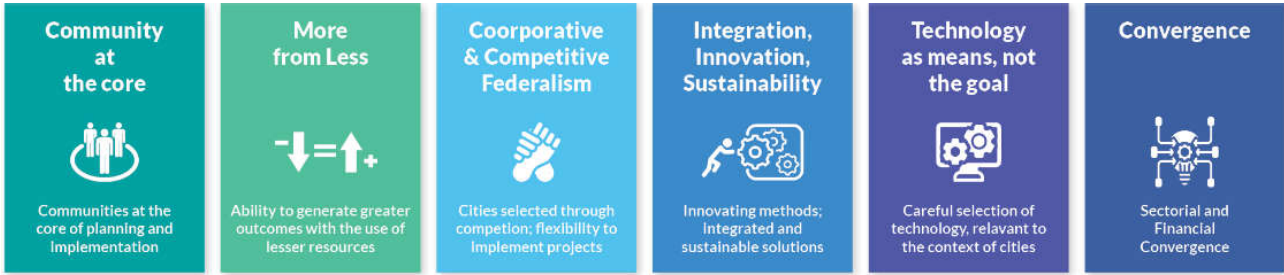 Community
at
the core
Communities at the
core of planning and
Implementation
More
from Less
Ability to generate greater
outcomes with the use of
lesser resources
Coorporative
& Competitive
Federalism
Cities selected through
competion; flexibility to
implement projects
Integration,
Innovation,
Sustainability
Innovating methods;
integrated and
sustainable solutions
Technology
as means, not
the goal
Careful selection of
technology, relavant to
the context of cities
Convergence
Sectorial and
Financial
Convergence